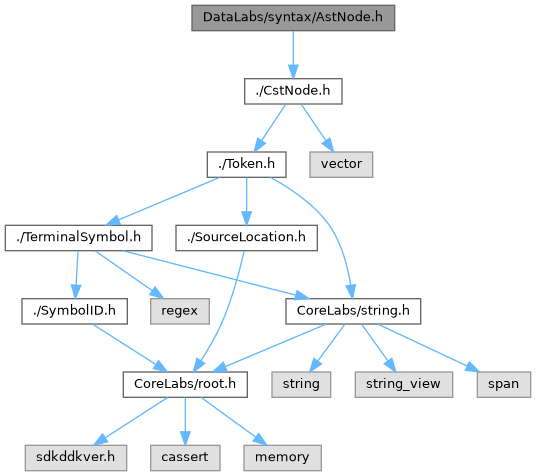 DataLabs/syntax/AstNode.h
./CstNode.h
./Token.h
vector
./TerminalSymbol.h
./SourceLocation.h
./SymbolID.h
regex
CoreLabs/string.h
CoreLabs/root.h
string
string_view
span
sdkddkver.h
cassert
memory